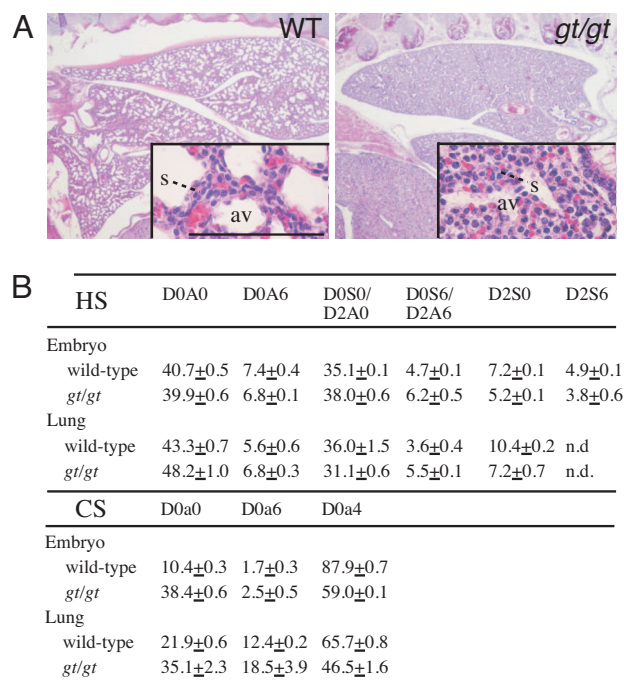 A
WT
gt/gt
s
av
s
av
B
HS D0A0 D0A6 D0S0/ D0S6/ D2S0 D2S6
D2A0 D2A6
Embryo
wild-type 40.7±0.5 7.4±0.4 35.1±0.1 4.7±0.1 7.2±0.1 4.9±0.1
gt/gt 39.9±0.6 6.8±0.1 38.0±0.6 6.2±0.5 5.2±0.1 3.8±0.6
Lung
wild-type 43.3±0.7 5.6±0.6 36.0±1.5 3.6±0.4 10.4±0.2 n.d
gt/gt 48.2±1.0 6.8±0.3 31.1±0.6 5.5±0.1 7.2±0.7 n.d.
CS D0a0 D0a6 D0a4
Embryo
wild-type 10.4±0.3 1.7±0.3 87.9±0.7
gt/gt 38.4±0.6 2.5±0.5 59.0±0.1
Lung
wild-type 21.9±0.6 12.4±0.2 65.7±0.8
gt/gt 35.1±2.3 18.5±3.9 46.5±1.6